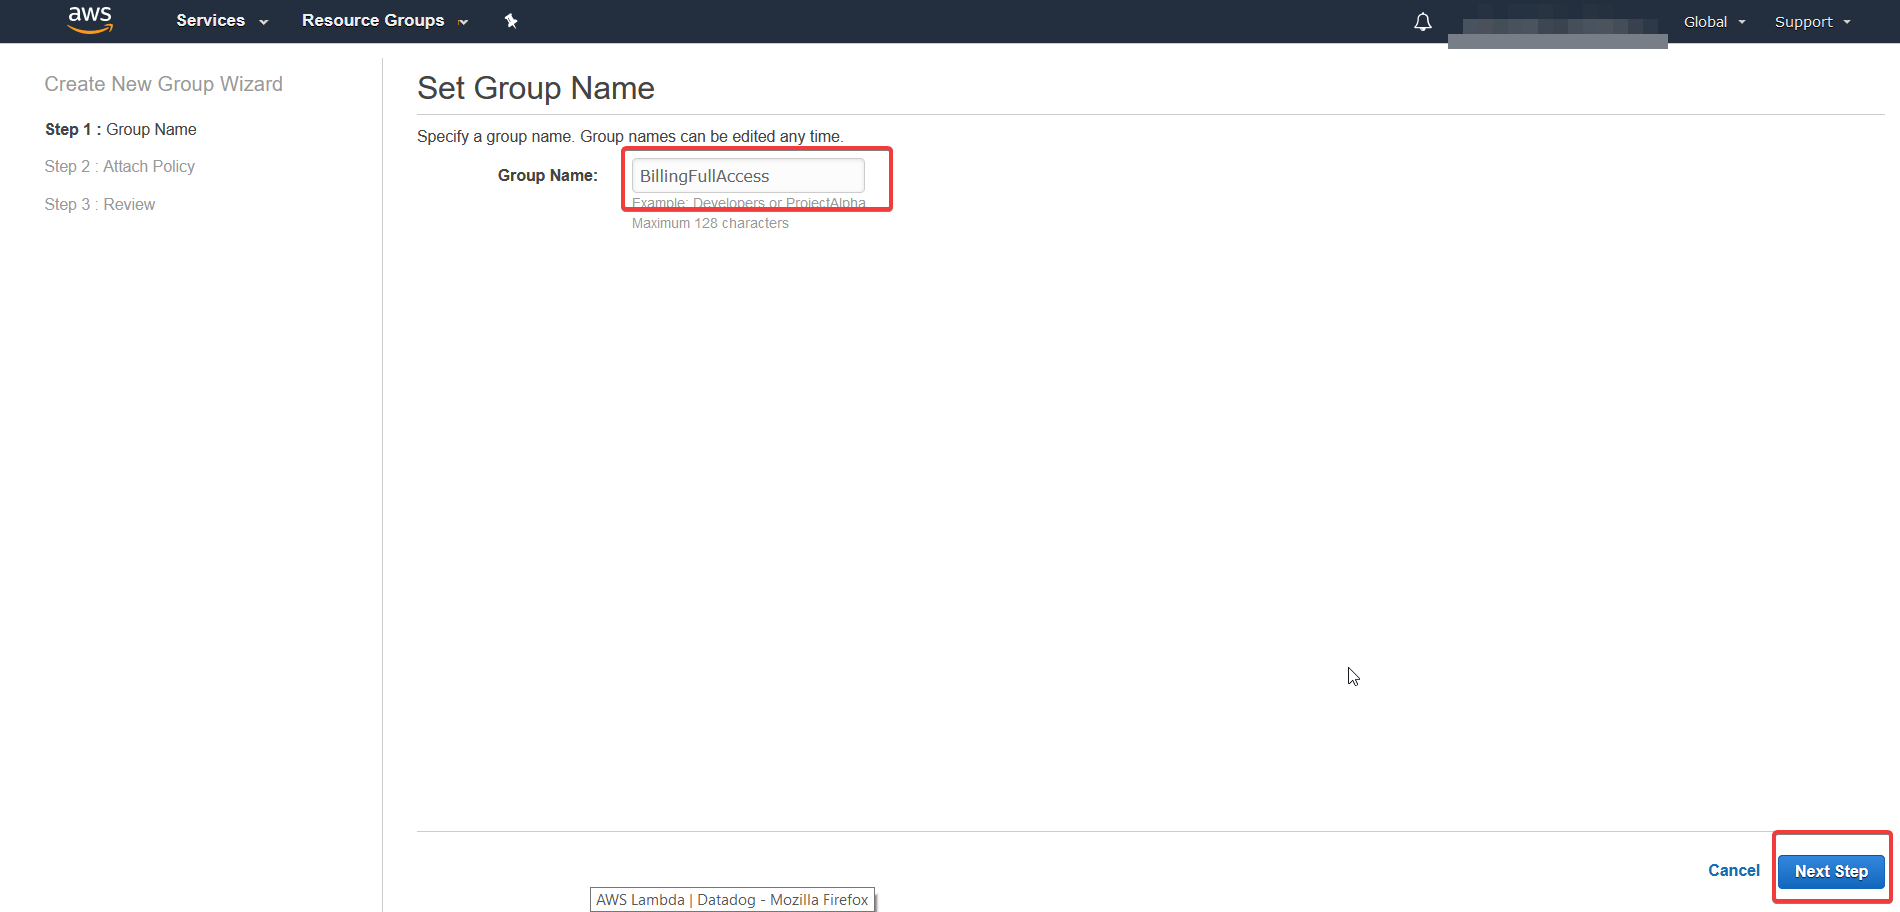 aws Services Resource Groups Global Support
Create New Group Wizard
Step 1 : Group Name
Step 2 : Attach Policy
Step 3 : Review
Set Group Name
Specify a group name. Group names can be edited any time.
Group Name: BillingFullAccess
Example: Developers or ProjectAlpha
Maximum 128 characters
Cancel Next Step
AWS Lambda | Datadog - Mozilla Firefox